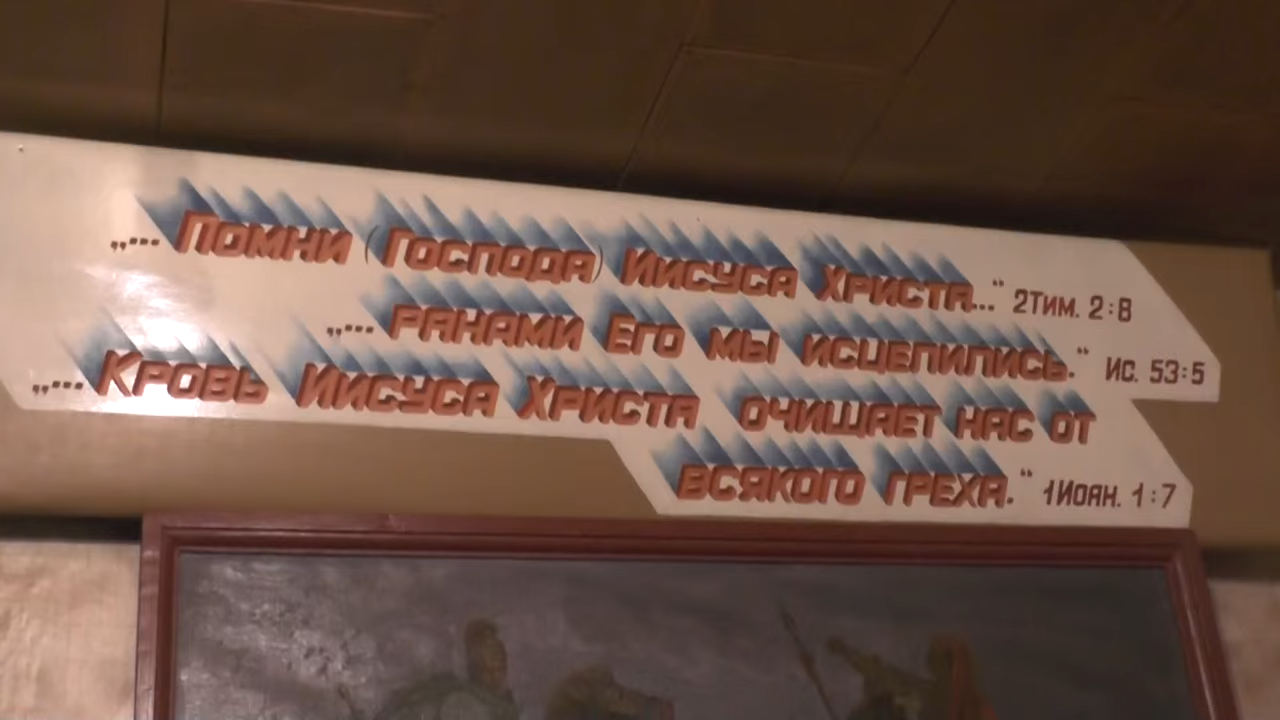 „... Помни (Господа) Иисуса Христа...“ 2Тим. 2:8
„... ранами Его мы исцелились.“ Ис. 53:5
„... Кровь Иисуса Христа очищает нас от
всякого греха.“ 1Иоан. 1:7